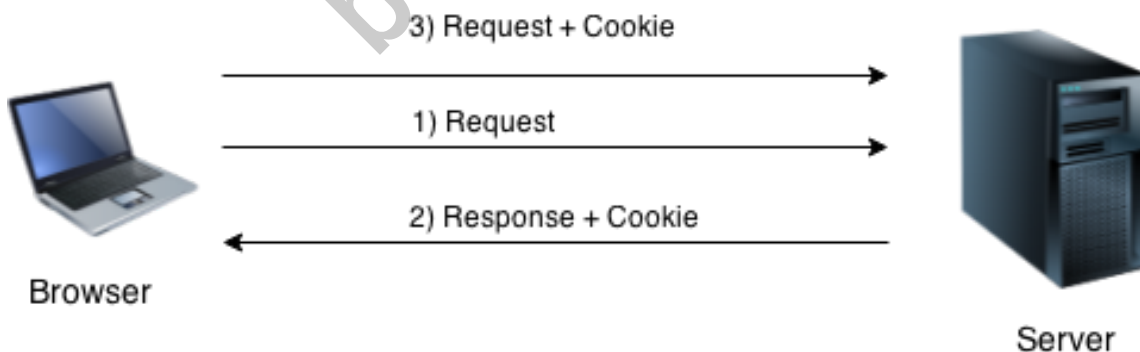 3) Request + Cookie
1) Request
2) Response + Cookie
Browser
Server